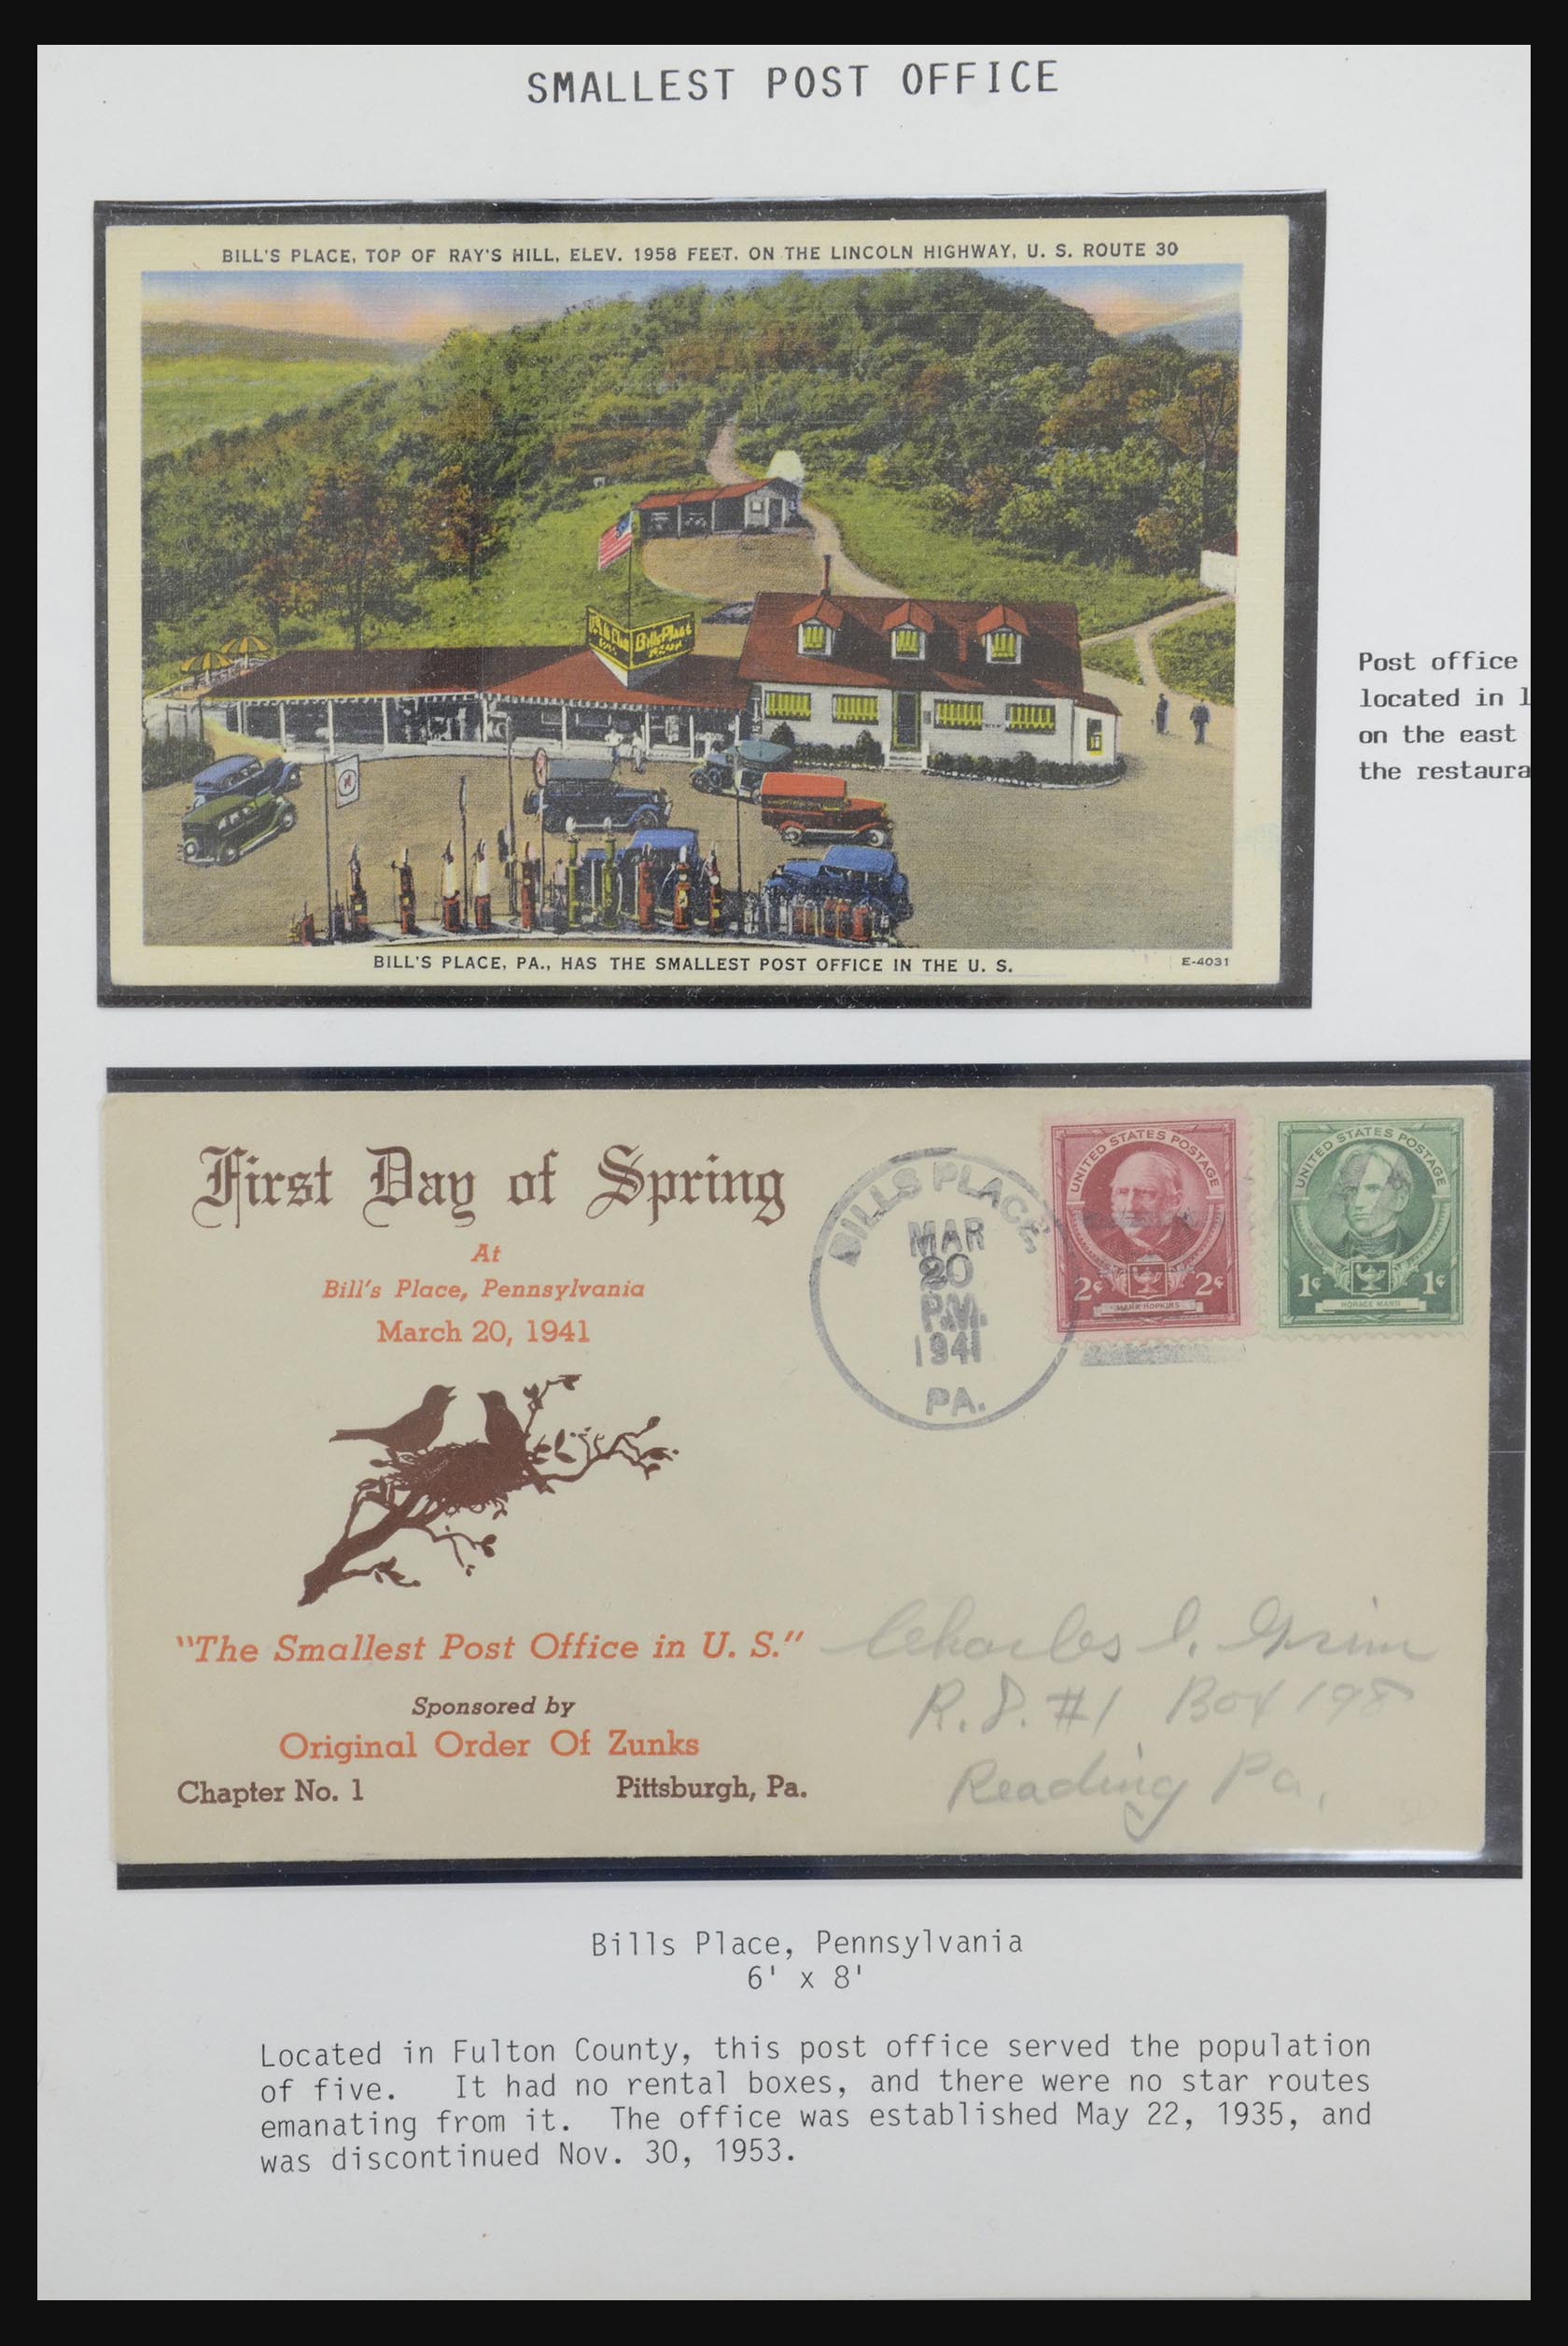 SMALLEST POST OFFICE
BILL'S PLACE, TOP OF RAY'S HILL, ELEV. 1958 FEET. ON THE LINCOLN HIGHWAY, U. S. ROUTE 30
Bill's Place
BILL'S PLACE, PA., HAS THE SMALLEST POST OFFICE IN THE U. S.
E-4031
Post office
located in l
on the east
the restaura
First Day of Spring
At
Bill's Place, Pennsylvania
March 20, 1941
"The Smallest Post Office in U. S."
Sponsored by
Original Order Of Zunks
Chapter No. 1 Pittsburgh, Pa.
BILLS PLACE,
MAR
20
P.M.
1941
PA.
UNITED STATES POSTAGE
2¢ 2¢
MARK HOPKINS
UNITED STATES POSTAGE
1¢ 1¢
HORACE MANN
Charles I. Grim
R.D. #1 Box 198
Reading Pa.
Bills Place, Pennsylvania
6' x 8'
Located in Fulton County, this post office served the population
of five. It had no rental boxes, and there were no star routes
emanating from it. The office was established May 22, 1935, and
was discontinued Nov. 30, 1953.